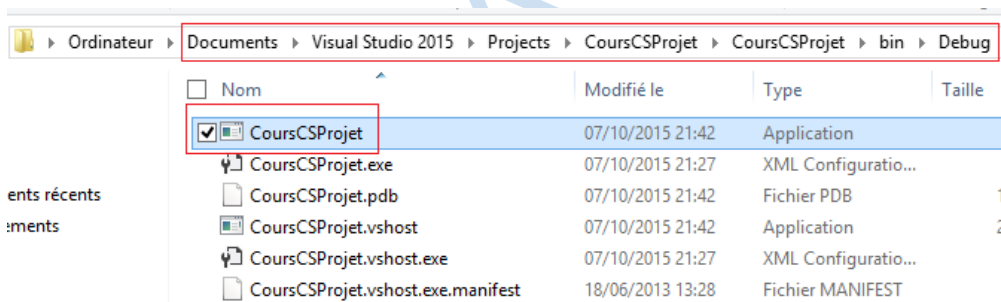 Ordinateur Documents Visual Studio 2015 Projects CoursCSProjet CoursCSProjet bin Debug
Nom Modifié le Type Taille
CoursCSProjet 07/10/2015 21:42 Application
CoursCSProjet.exe 07/10/2015 21:27 XML Configuratio...
ents récents CoursCSProjet.pdb 07/10/2015 21:42 Fichier PDB 1
ements CoursCSProjet.vshost 07/10/2015 21:42 Application 2
CoursCSProjet.vshost.exe 07/10/2015 21:27 XML Configuratio...
CoursCSProjet.vshost.exe.manifest 18/06/2013 13:28 Fichier MANIFEST